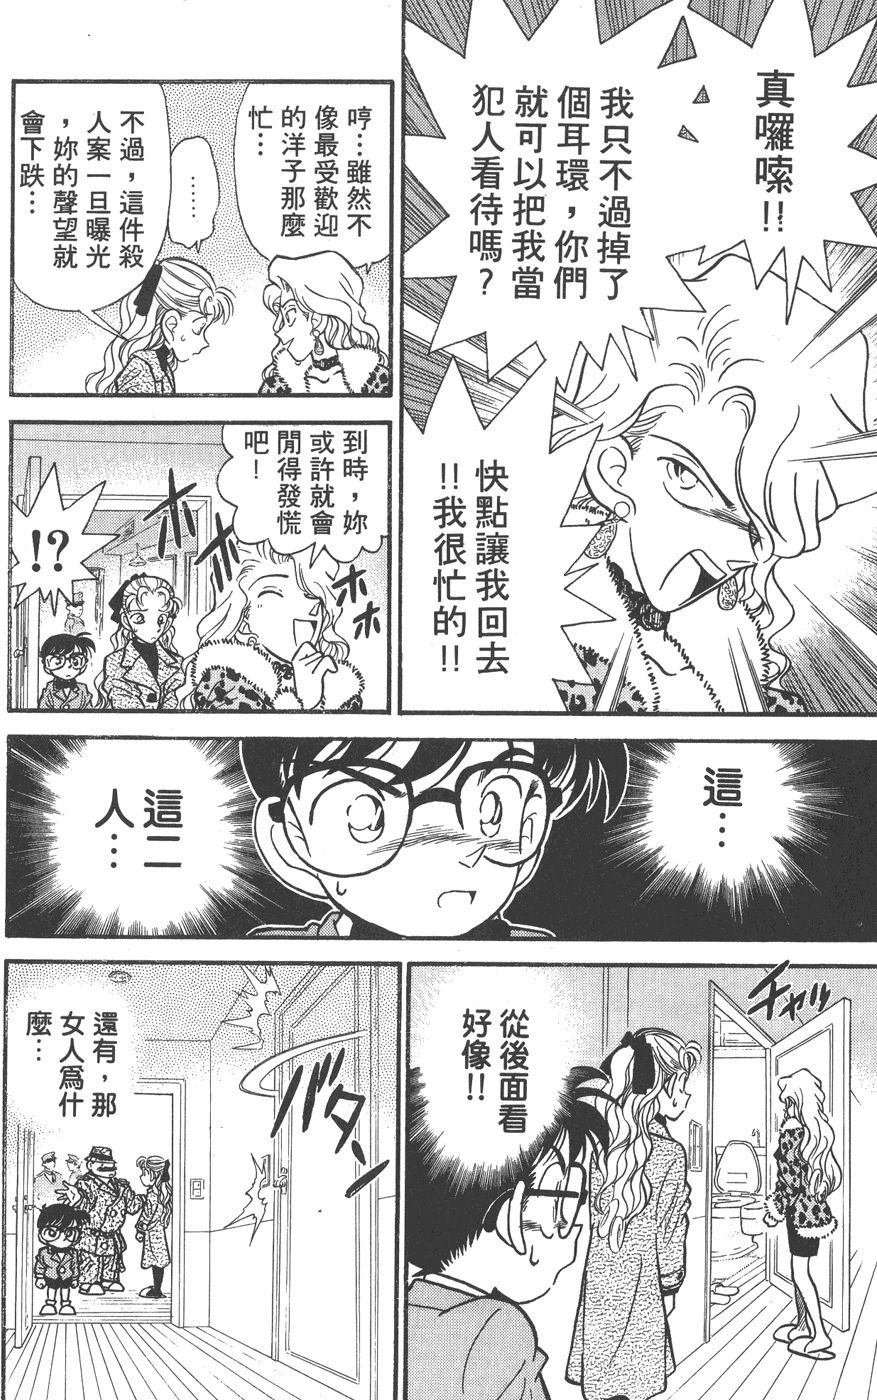 真囉嗦!!
我只不過掉了
個耳環，你們
就可以把我當
犯人看待嗎？
快點讓我回去
!!我很忙的!!
哼…雖然不
像最受歡迎
的洋子那麼
忙…
……
不過，這件殺
人案一旦曝光
，妳的聲望就
會下跌…
到時，妳
或許就會
閒得發慌
吧！
ホホ
ホホ
!?
這…
這二
人…
チャッ
從後面看
好像!!
バタン
還有，那
女人爲什
麼…